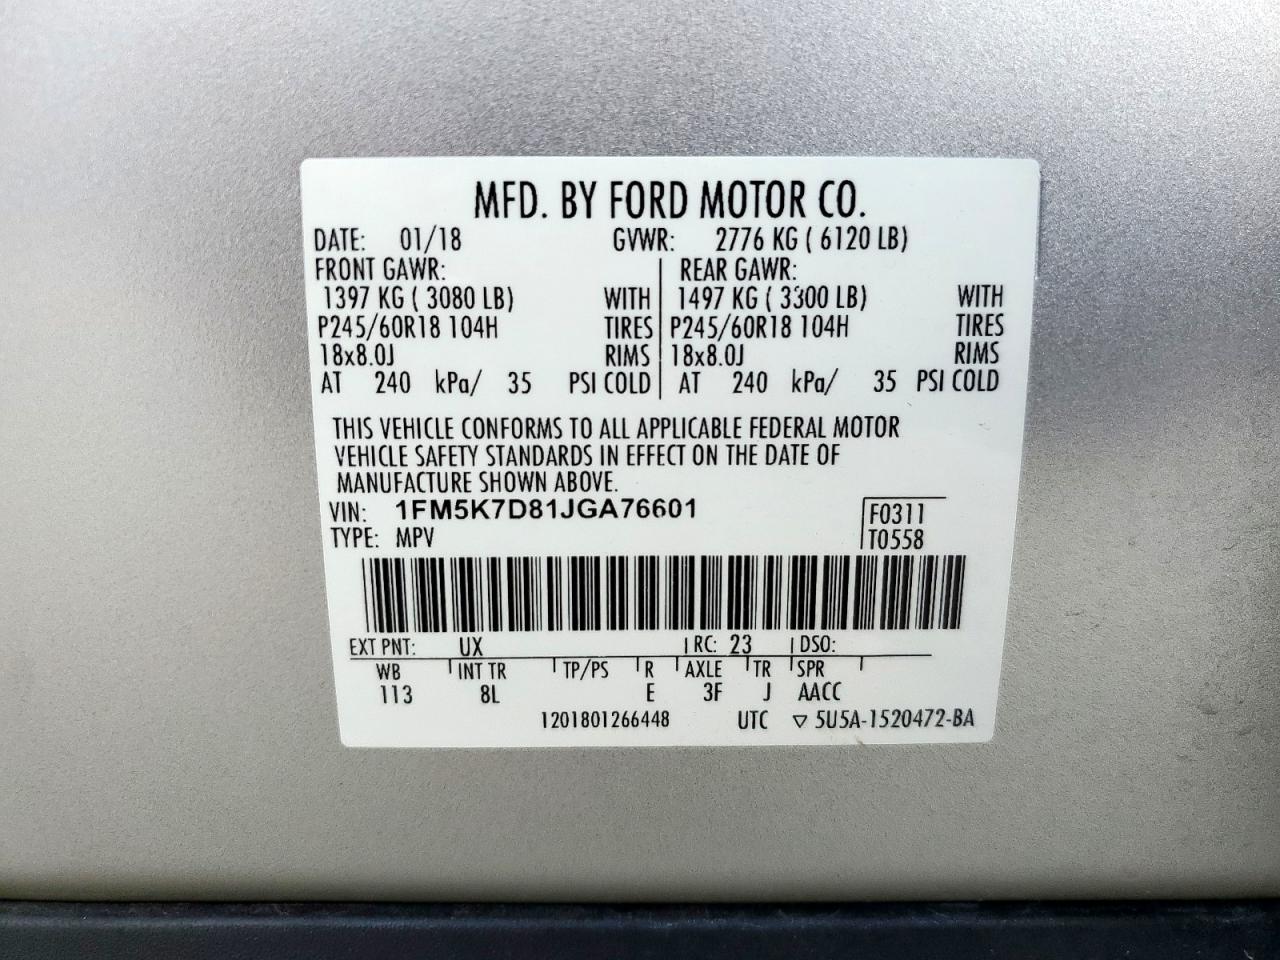 MFD. BY FORD MOTOR CO.
DATE: 01/18 GVWR: 2776 KG ( 6120 LB)
FRONT GAWR: REAR GAWR:
1397 KG ( 3080 LB) WITH 1497 KG ( 3300 LB) WITH
P245/60R18 104H TIRES P245/60R18 104H TIRES
18x8.0J RIMS 18x8.0J RIMS
AT 240 kPa/ 35 PSI COLD AT 240 kPa/ 35 PSI COLD
THIS VEHICLE CONFORMS TO ALL APPLICABLE FEDERAL MOTOR
VEHICLE SAFETY STANDARDS IN EFFECT ON THE DATE OF
MANUFACTURE SHOWN ABOVE.
VIN: 1FM5K7D81JGA76601 F0311
TYPE: MPV T0558
EXT PNT: UX RC: 23 DSO:
WB INT TR TP/PS R AXLE TR SPR
113 8L E 3F J AACC
1201801266448 UTC ▽ 5U5A-1520472-BA